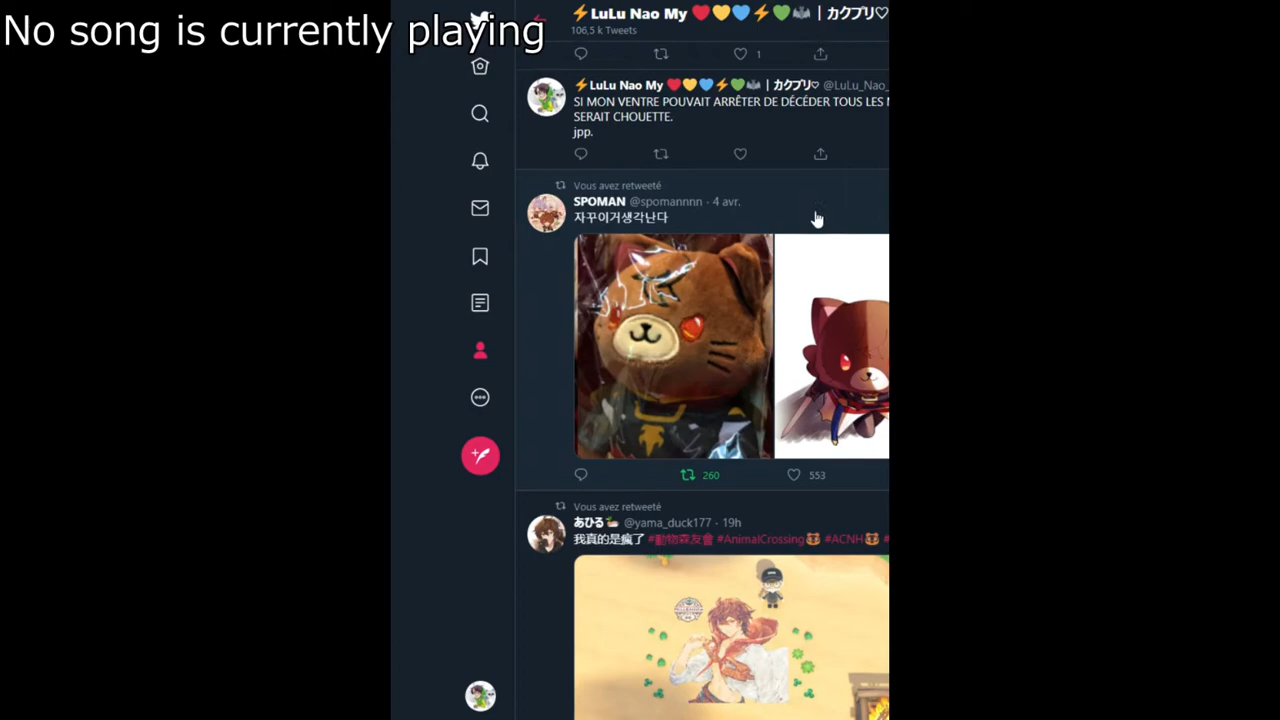 No song is currently playing
⚡LuLu Nao My ❤️💛💙⚡💚🦇 | カクプリ♡
106,5 k Tweets
1
⚡LuLu Nao My ❤️💛💙⚡💚🦇 | カクプリ♡ @LuLu_Nao_
SI MON VENTRE POUVAIT ARRÊTER DE DÉCÉDER TOUS LES
SERAIT CHOUETTE.
jpp.
Vous avez retweeté
SPOMAN @spomannnn · 4 avr.
자꾸이거생각난다
260
553
Vous avez retweeté
あひる🦆 @yama_duck177 · 19h
我真的是瘋了 #動物森友會 #AnimalCrossing #ACNH #